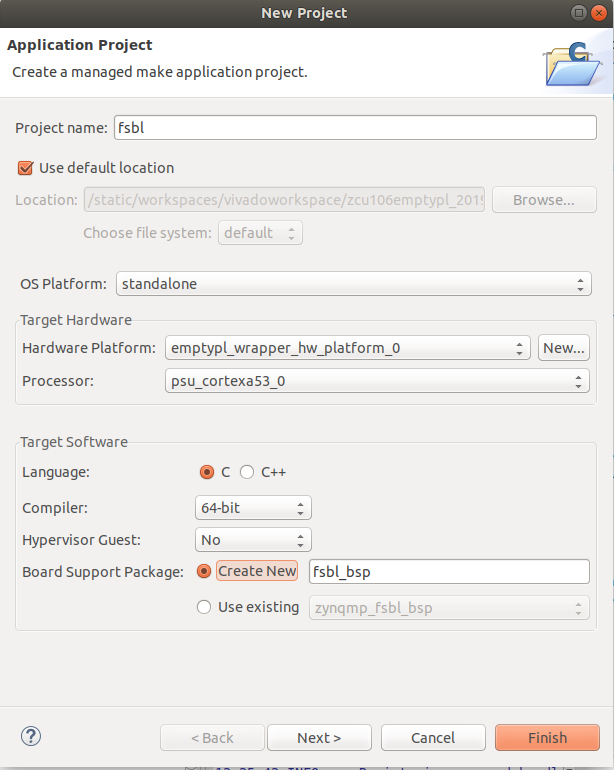 New Project
Application Project
Create a managed make application project.
Project name: fsbl
Use default location
Location: /static/workspaces/vivadoworkspace/zcu106emptypl_2019 Browse...
Choose file system: default
OS Platform: standalone
Target Hardware
Hardware Platform: emptypl_wrapper_hw_platform_0 New...
Processor: psu_cortexa53_0
Target Software
Language: C C++
Compiler: 64-bit
Hypervisor Guest: No
Board Support Package: Create New fsbl_bsp
Use existing zynqmp_fsbl_bsp
? < Back Next > Cancel Finish